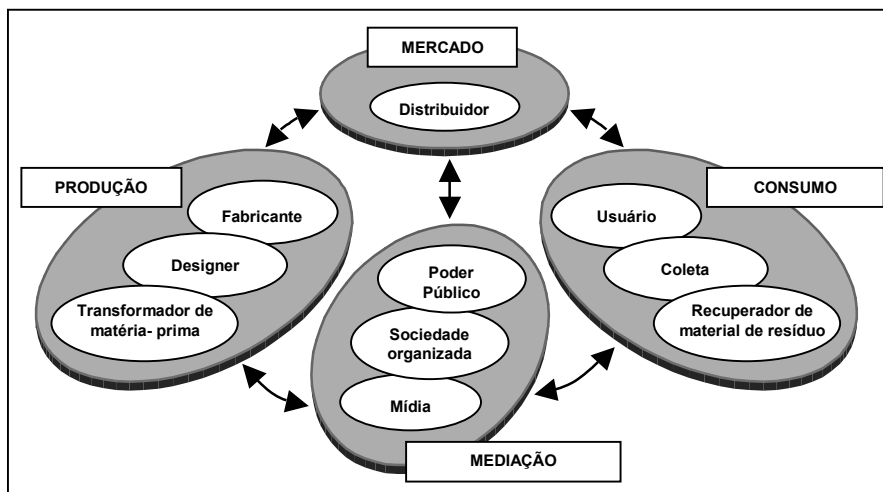 MERCADO
Distribuidor
PRODUÇÃO
Fabricante
Designer
Transformador de
matéria- prima
CONSUMO
Usuário
Coleta
Recuperador de
material de resíduo
Poder
Público
Sociedade
organizada
Mídia
MEDIAÇÃO